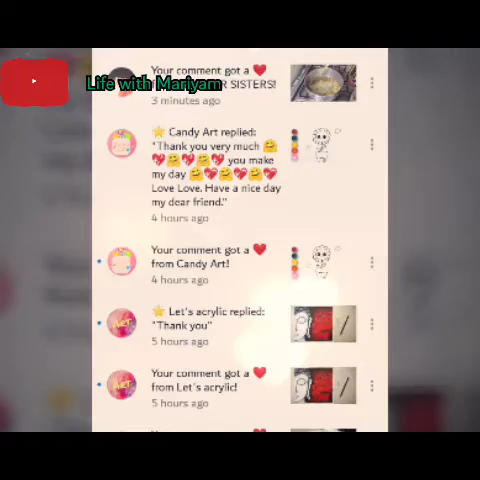 Your comment got a ❤️
Life with Mariyam
R SISTERS!
3 minutes ago
⭐ Candy Art replied:
"Thank you very much 🤗
💖🤗💖🤗💖 you make
my day 🤗💖🤗💖🤗💖
Love Love. Have a nice day
my dear friend."
4 hours ago
Your comment got a ❤️
from Candy Art!
4 hours ago
⭐ Let's acrylic replied:
"Thank you"
5 hours ago
Your comment got a ❤️
from Let's acrylic!
5 hours ago